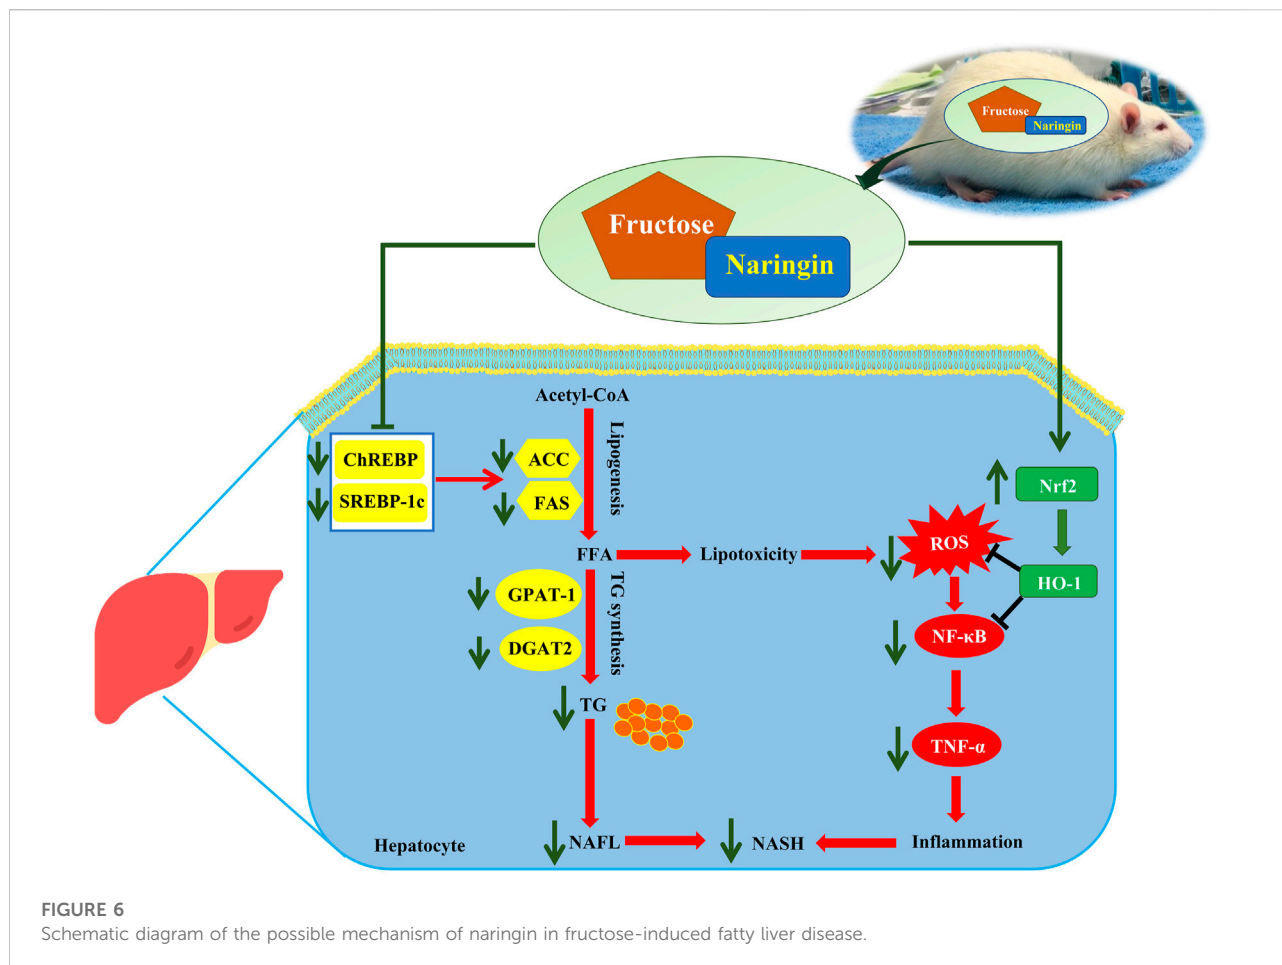 Fructose
Naringin
Fructose
Naringin
Acetyl-CoA
Lipogenesis
ChREBP
SREBP-1c
ACC
FAS
Nrf2
ROS
FFA
Lipotoxicity
HO-1
TG synthesis
GPAT-1
DGAT2
NF-κB
TG
TNF-α
Hepatocyte
NAFL
NASH
Inflammation
FIGURE 6
Schematic diagram of the possible mechanism of naringin in fructose-induced fatty liver disease.